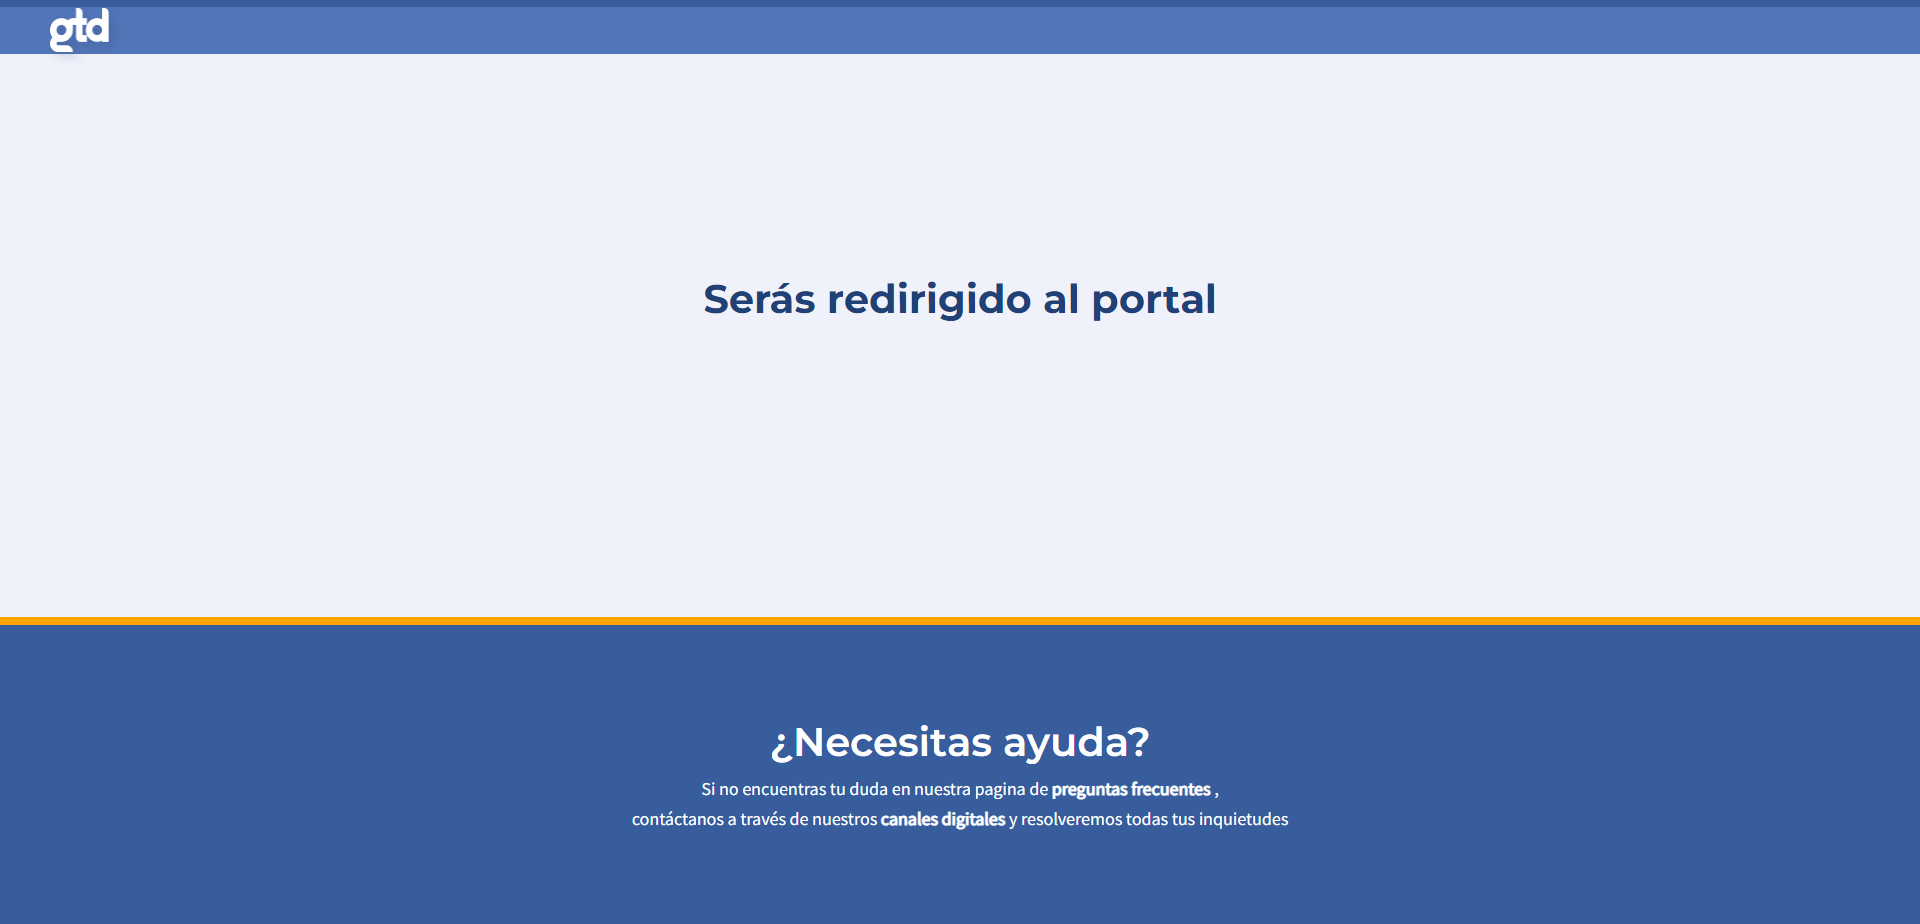 gtd
Serás redirigido al portal
¿Necesitas ayuda?
Si no encuentras tu duda en nuestra pagina de preguntas frecuentes ,
contáctanos a través de nuestros canales digitales y resolveremos todas tus inquietudes